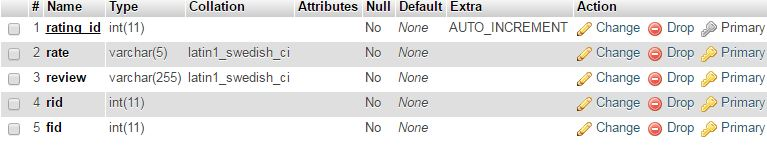 # Name Type Collation Attributes Null Default Extra Action
1 rating_id int(11) No None AUTO_INCREMENT Change Drop Primary
2 rate varchar(5) latin1_swedish_ci No None Change Drop Primary
3 review varchar(255) latin1_swedish_ci No None Change Drop Primary
4 rid int(11) No None Change Drop Primary
5 fid int(11) No None Change Drop Primary